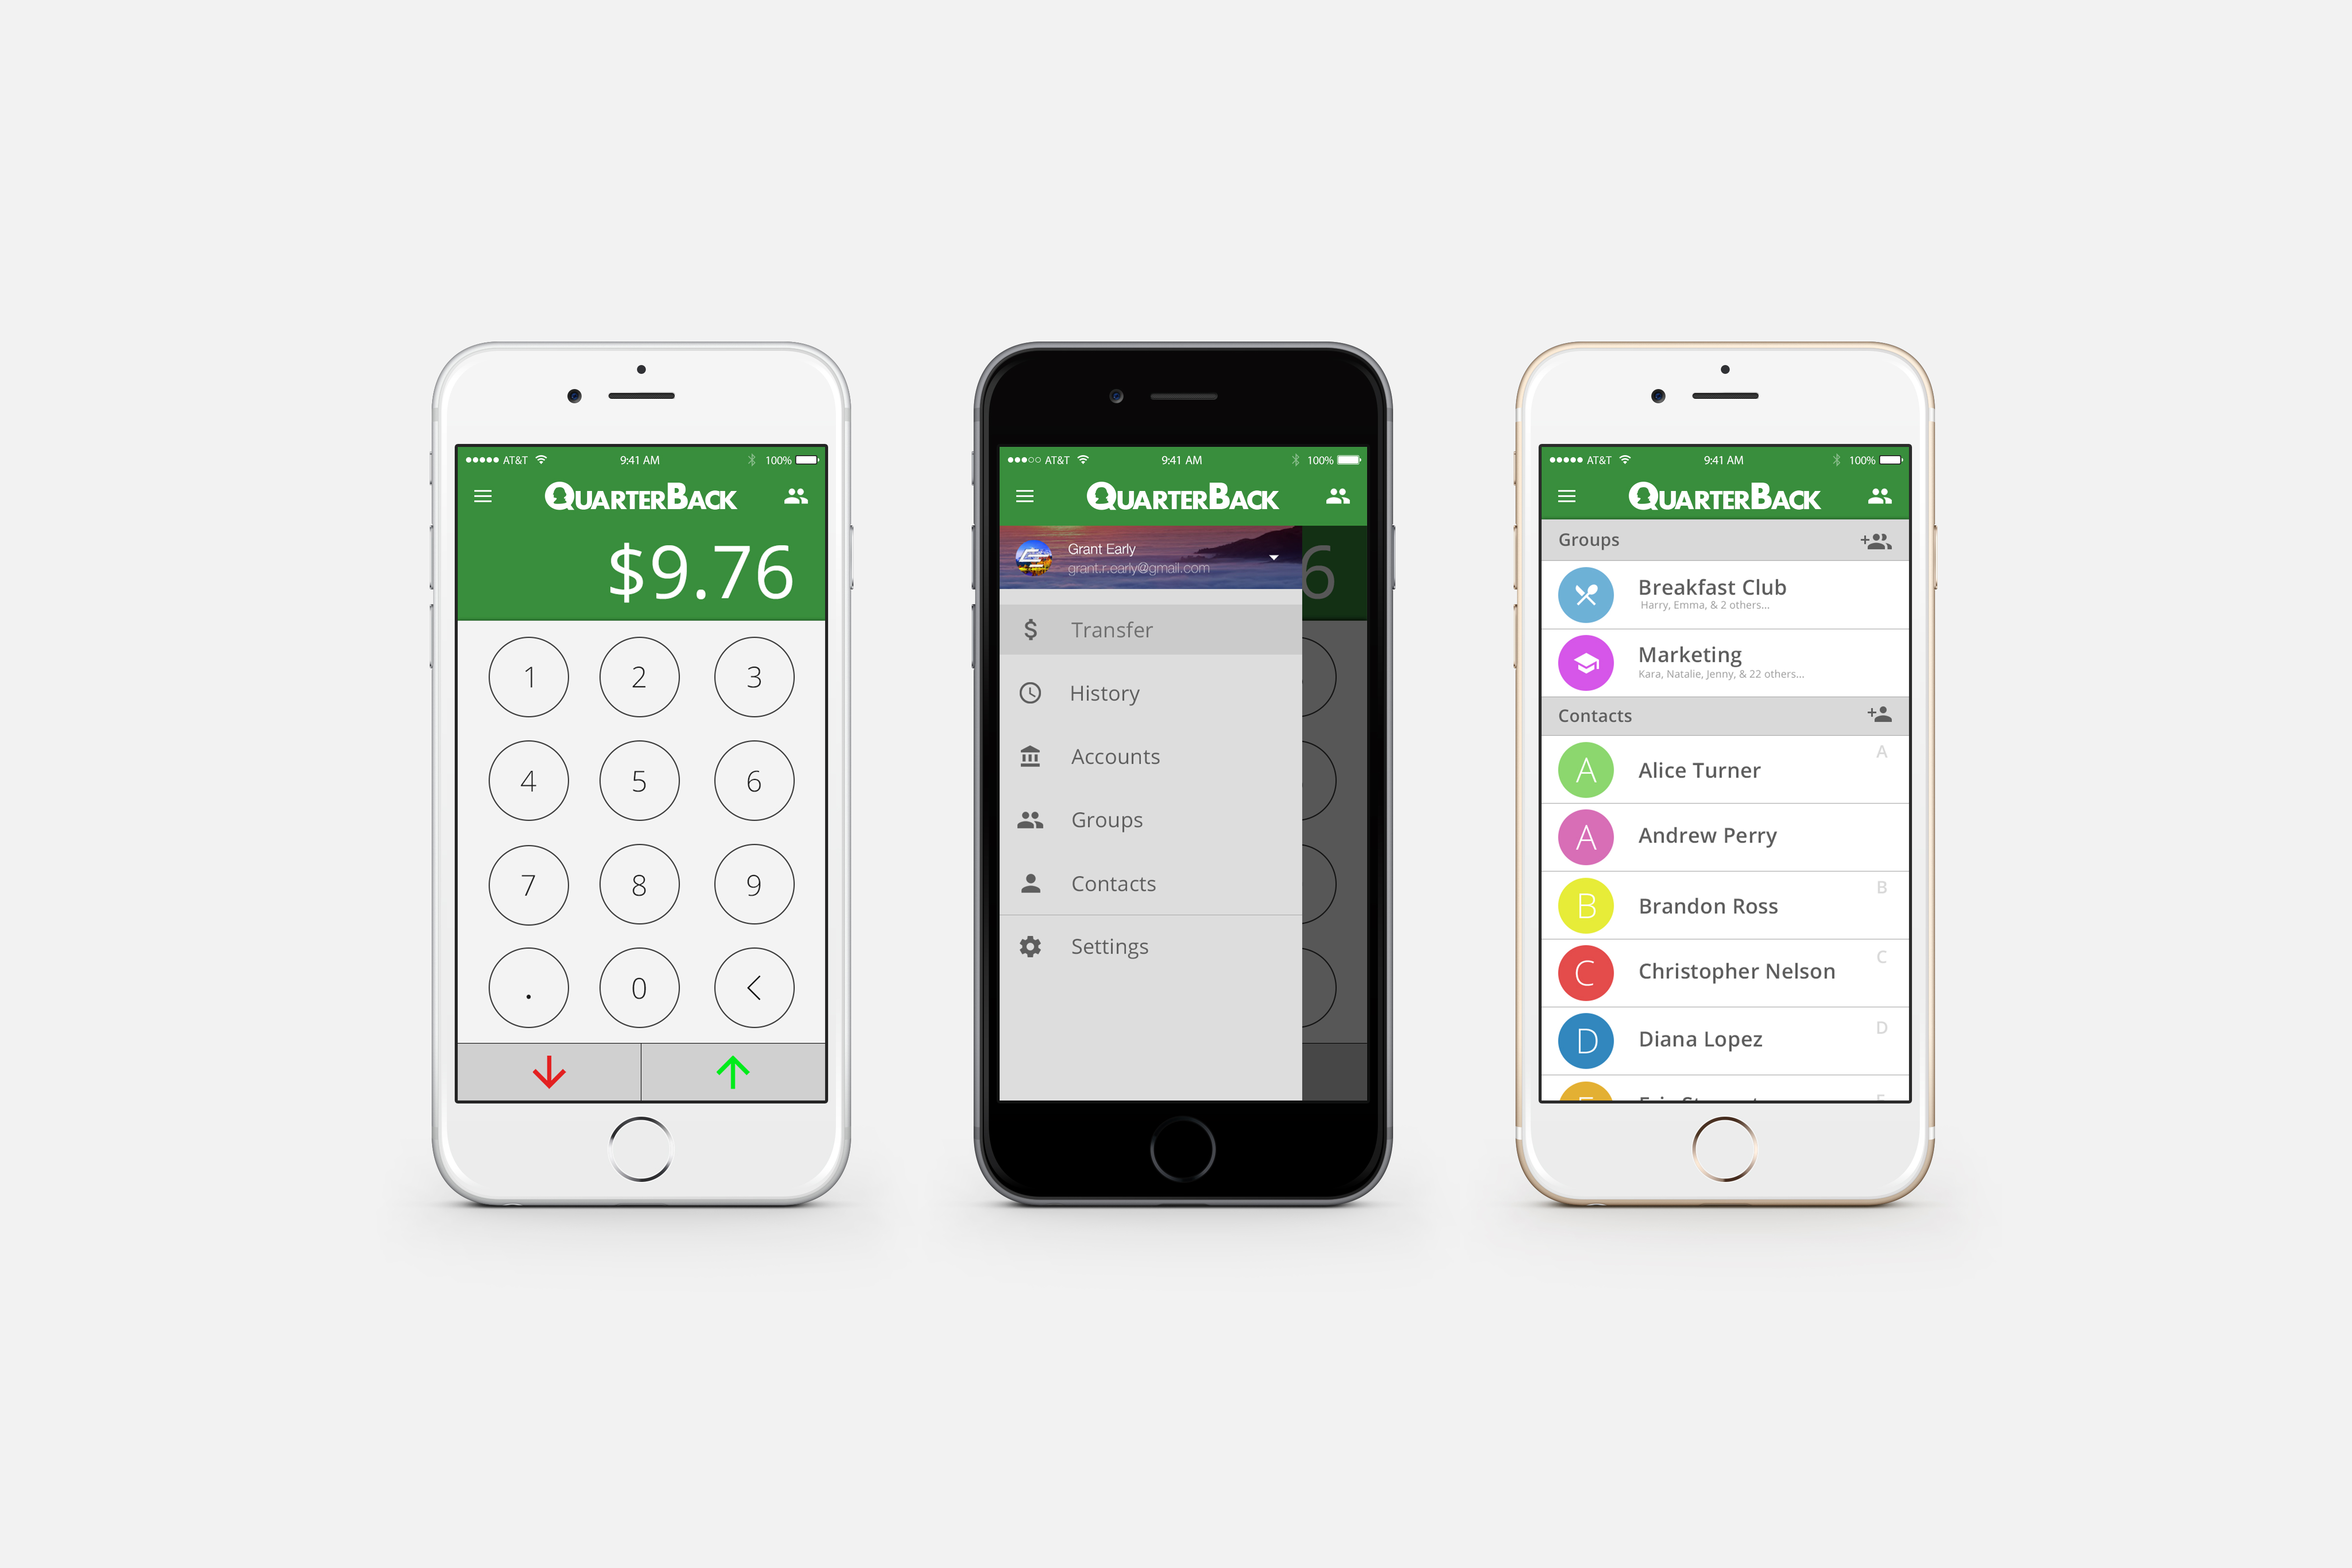 AT&T 9:41 AM 100%
QUARTERBACK
$9.76
1 2 3
4 5 6
7 8 9
. 0 <
AT&T 9:41 AM 100%
QUARTERBACK
Grant Early
grant.r.early@gmail.com
6
$ Transfer
History
Accounts
Groups
Contacts
Settings
AT&T 9:41 AM 100%
QUARTERBACK
Groups
Breakfast Club
Harry, Emma, & 2 others...
Marketing
Kara, Natalie, Jenny, & 22 others...
Contacts
A
A Alice Turner
A Andrew Perry
B
B Brandon Ross
C
C Christopher Nelson
D
D Diana Lopez